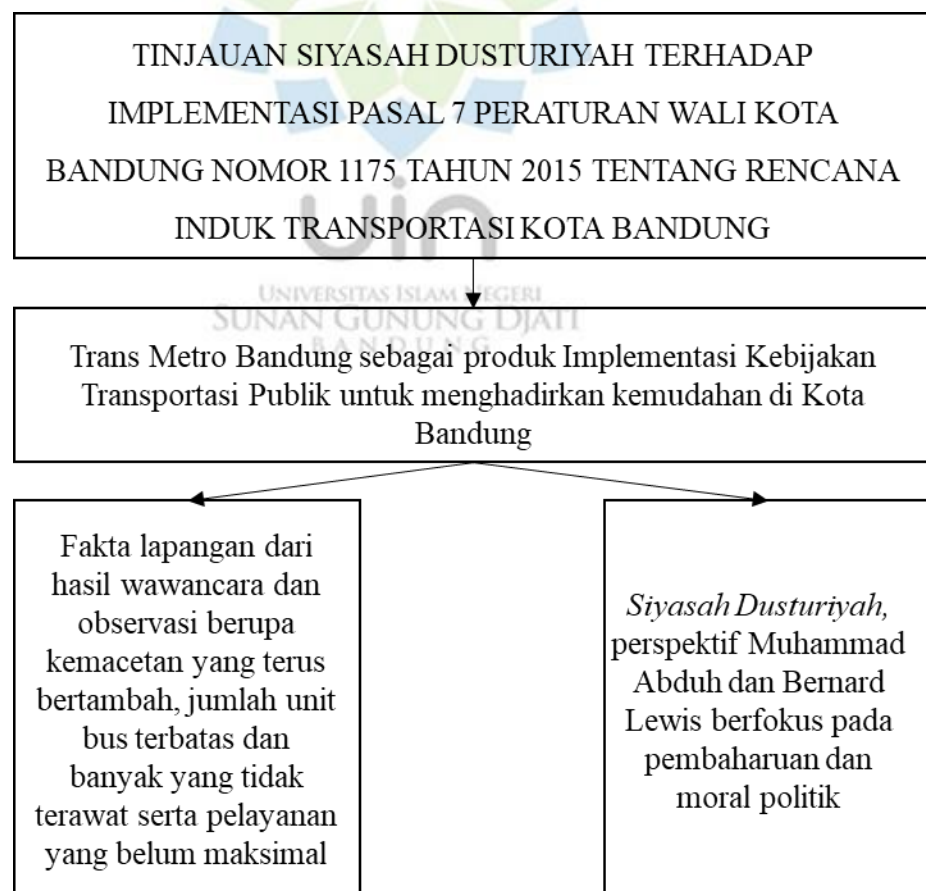 TINJAUAN SIYASAH DUSTURIYAH TERHADAP
IMPLEMENTASI PASAL 7 PERATURAN WALI KOTA
BANDUNG NOMOR 1175 TAHUN 2015 TENTANG RENCANA
INDUK TRANSPORTASI KOTA BANDUNG
uin
UNIVERSITAS ISLAM NEGERI
SUNAN GUNUNG DJATI
BANDUNG
Trans Metro Bandung sebagai produk Implementasi Kebijakan
Transportasi Publik untuk menghadirkan kemudahan di Kota
Bandung
Fakta lapangan dari
hasil wawancara dan
observasi berupa
kemacetan yang terus
bertambah, jumlah unit
bus terbatas dan
banyak yang tidak
terawat serta pelayanan
yang belum maksimal
Siyasah Dusturiyah,
perspektif Muhammad
Abduh dan Bernard
Lewis berfokus pada
pembaharuan dan
moral politik